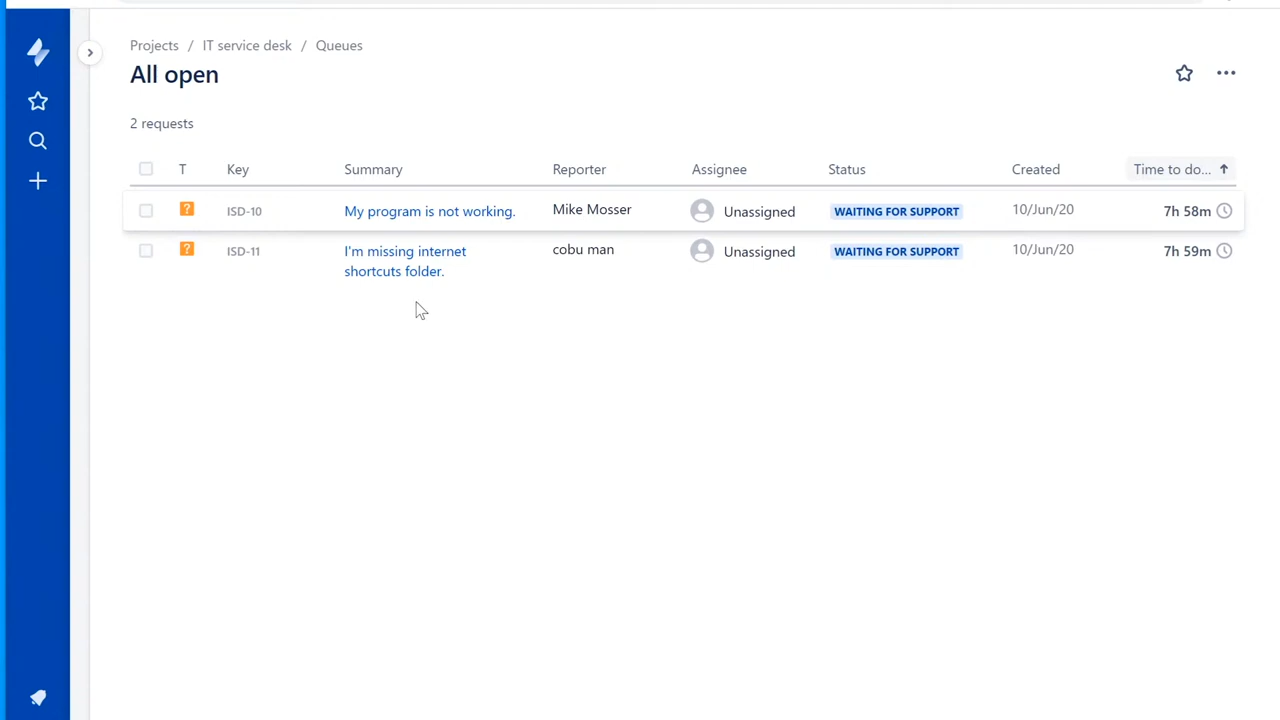 Projects / IT service desk / Queues
All open
2 requests
T Key Summary Reporter Assignee Status Created Time to do...
? ISD-10 My program is not working. Mike Mosser Unassigned WAITING FOR SUPPORT 10/Jun/20 7h 58m
? ISD-11 I'm missing internet cobu man Unassigned WAITING FOR SUPPORT 10/Jun/20 7h 59m
shortcuts folder.